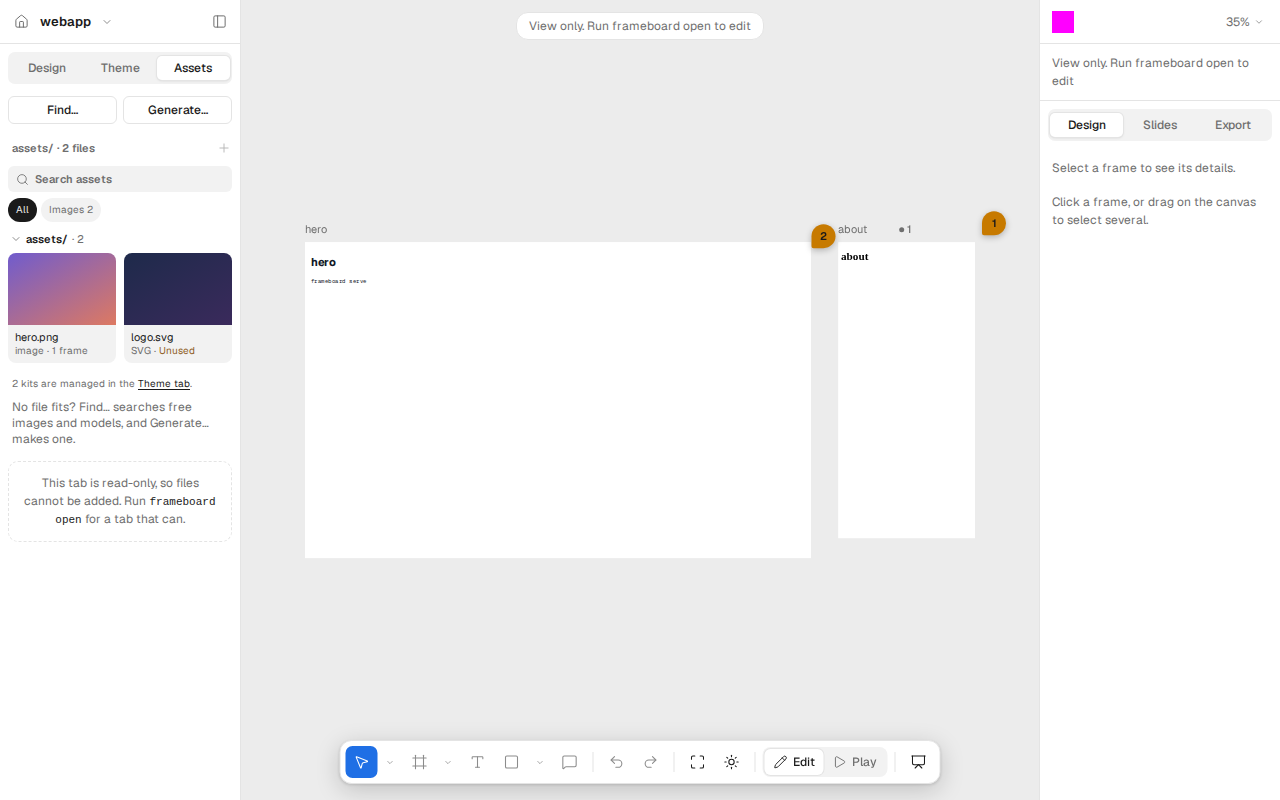 webapp
Design Theme Assets
Find... Generate...
assets/ · 2 files
Search assets
All Images 2
assets/ · 2
hero.png
image · 1 frame
logo.svg
SVG · Unused
2 kits are managed in the Theme tab.
No file fits? Find... searches free
images and models, and Generate...
makes one.
This tab is read-only, so files
cannot be added. Run frameboard
open for a tab that can.
View only. Run frameboard open to edit
hero
2
about
1
1
hero
frameboard serve
about
Edit Play
35%
View only. Run frameboard open to
edit
Design Slides Export
Select a frame to see its details.
Click a frame, or drag on the canvas
to select several.